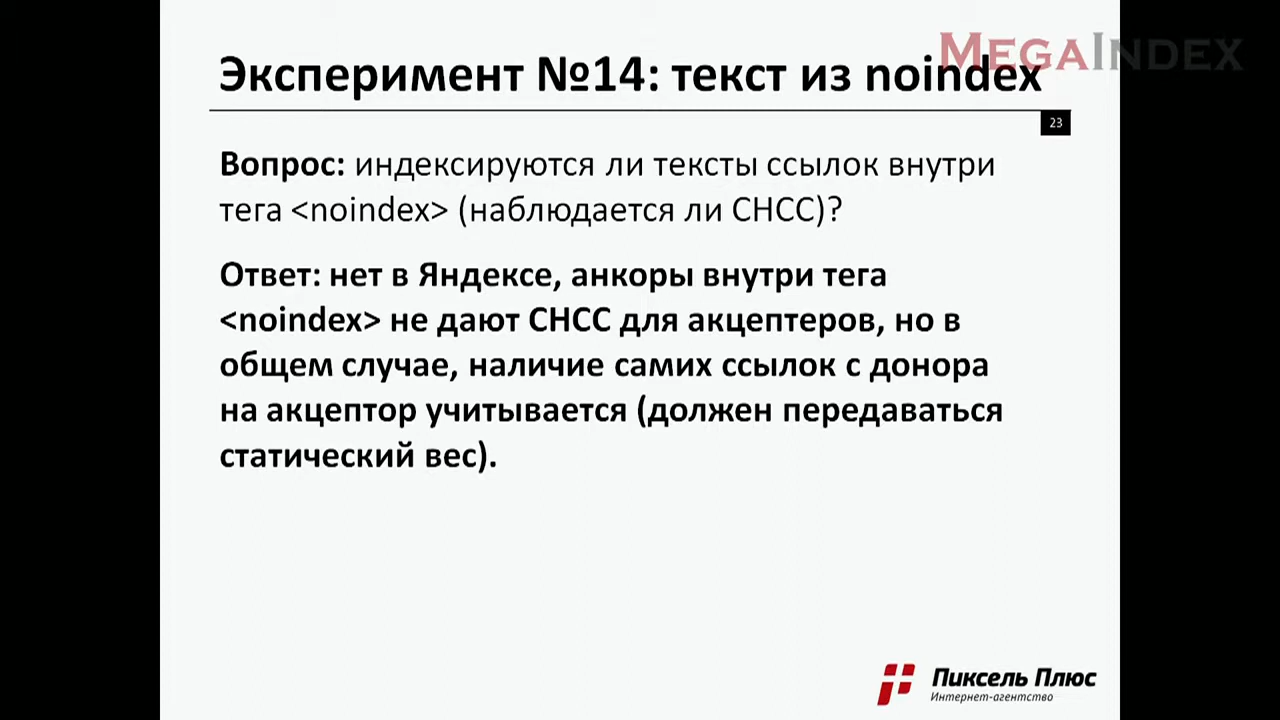 MEGAINDEX
Эксперимент №14: текст из noindex
23
Вопрос: индексируются ли тексты ссылок внутри
тега <noindex> (наблюдается ли СНСС)?
Ответ: нет в Яндексе, анкоры внутри тега
<noindex> не дают СНСС для акцептеров, но в
общем случае, наличие самих ссылок с донора
на акцептор учитывается (должен передаваться
статический вес).
Пиксель Плюс
Интернет-агентство